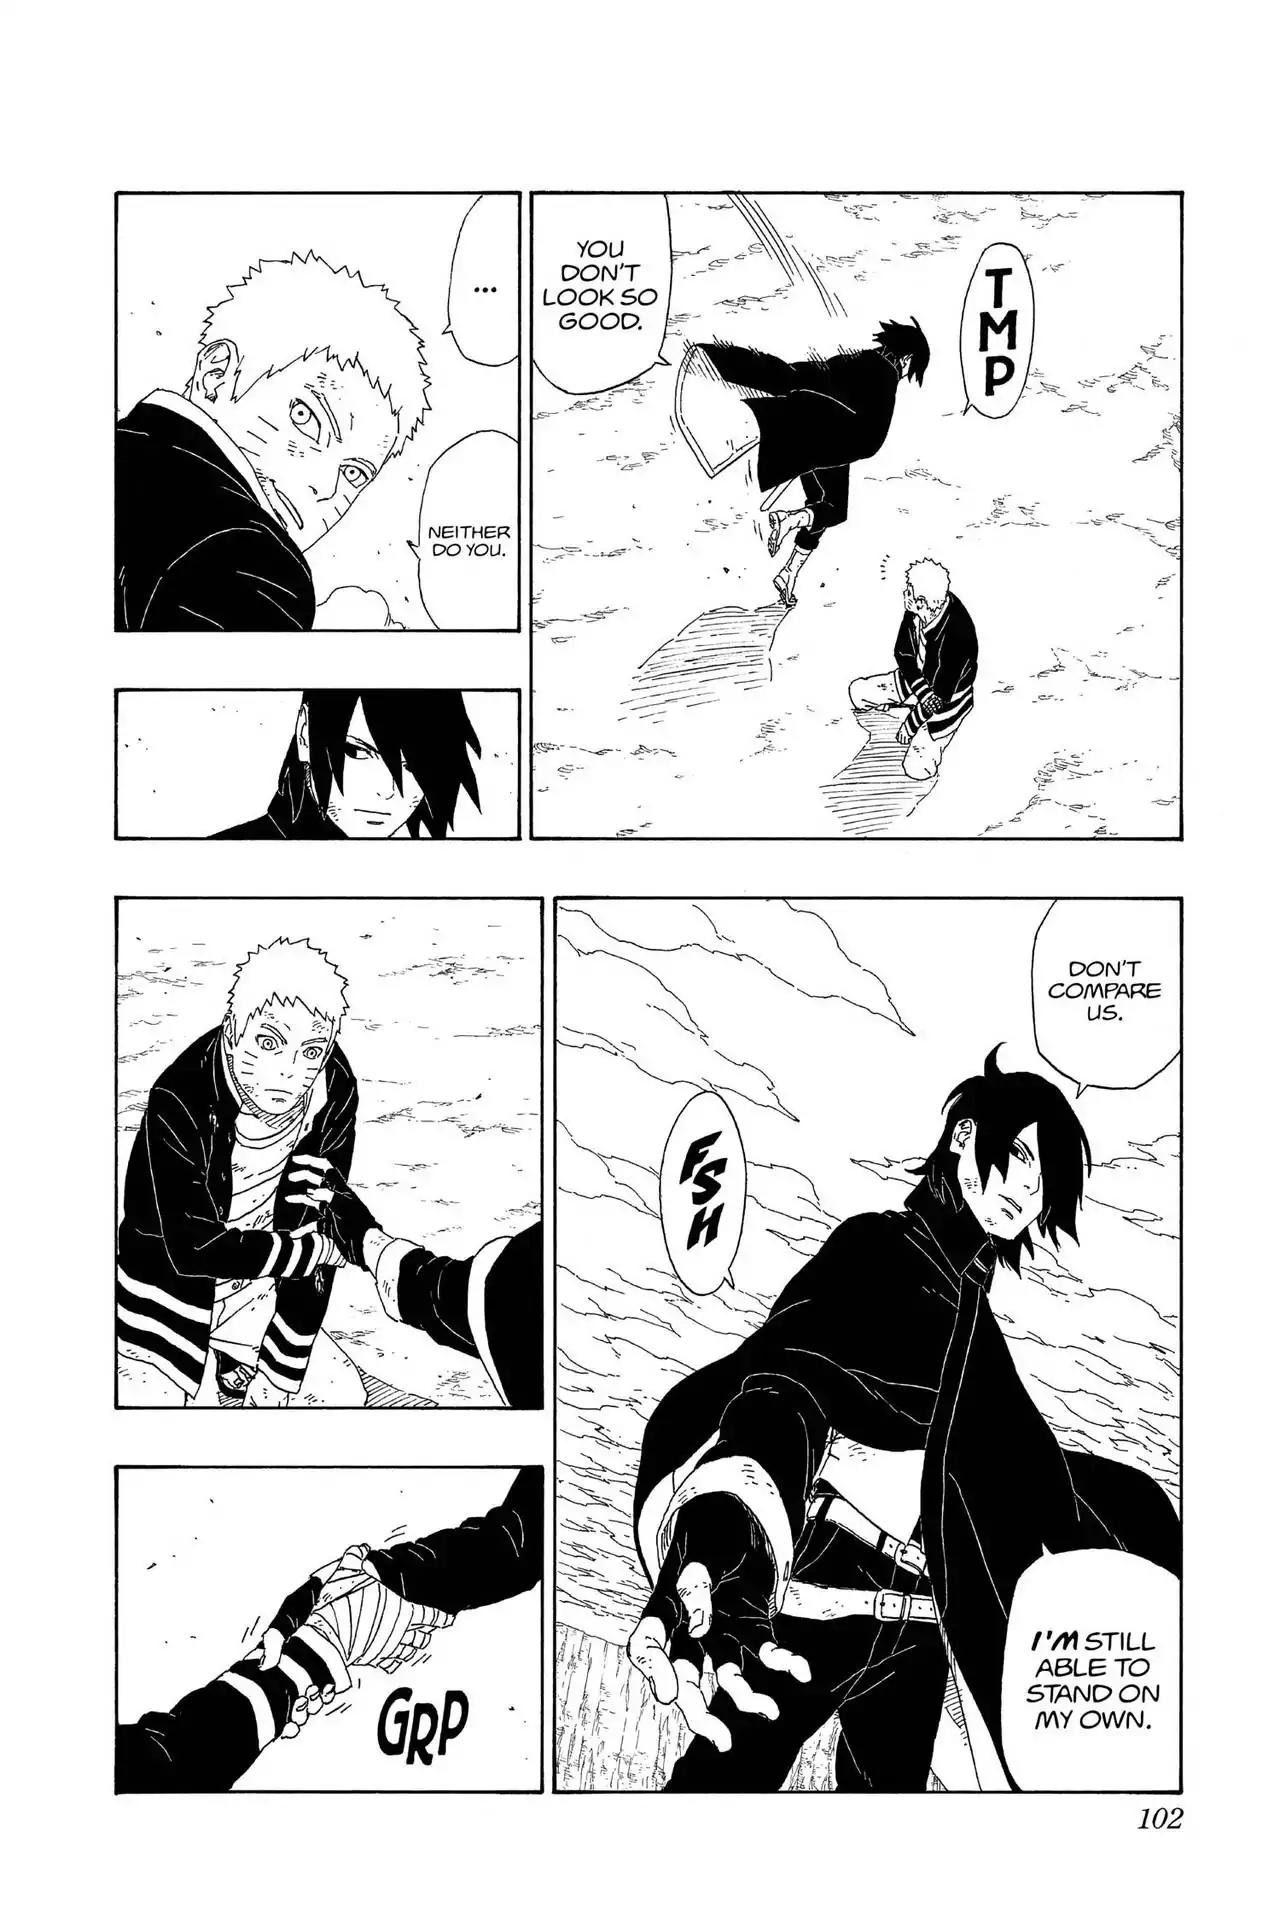 YOU
DON'T
LOOK SO
GOOD.
TMP
...
NEITHER
DO YOU.
DON'T
COMPARE
US.
FSH
I'M STILL
ABLE TO
STAND ON
MY OWN.
GRP
102